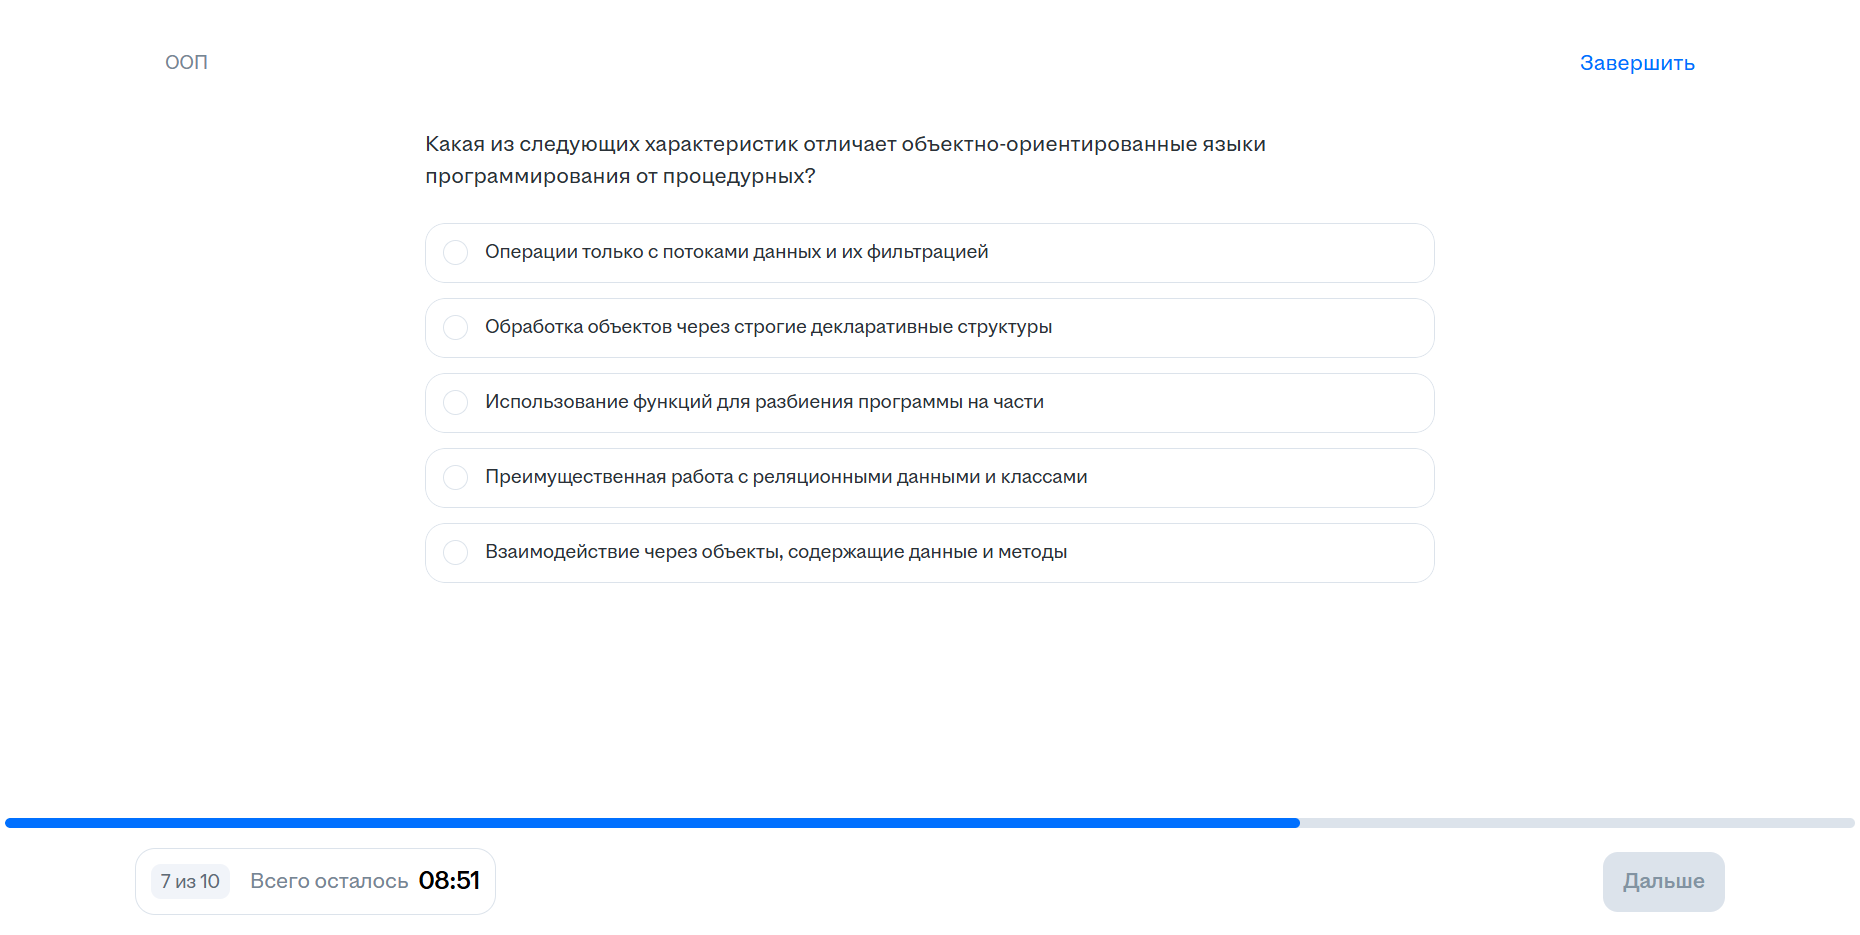 ООП
Завершить
Какая из следующих характеристик отличает объектно-ориентированные языки
программирования от процедурных?
Операции только с потоками данных и их фильтрацией
Обработка объектов через строгие декларативные структуры
Использование функций для разбиения программы на части
Преимущественная работа с реляционными данными и классами
Взаимодействие через объекты, содержащие данные и методы
7 из 10 Всего осталось 08:51
Дальше